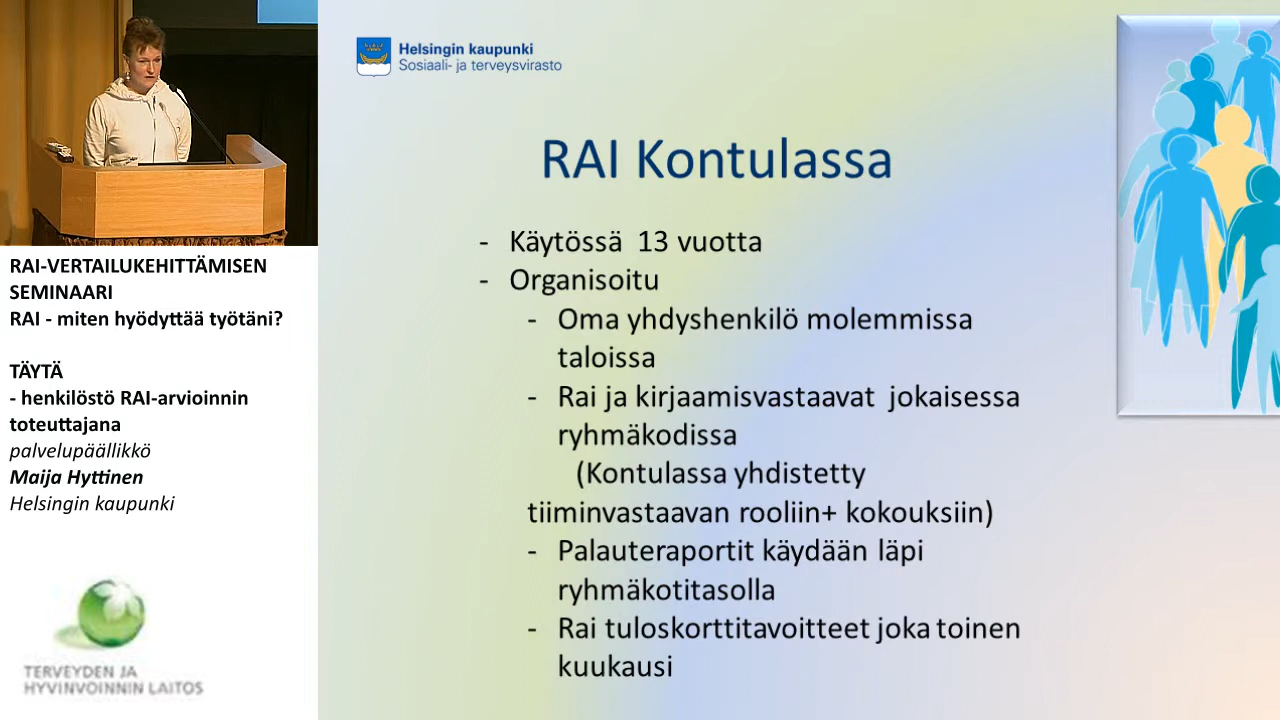 Helsingin kaupunki
Sosiaali- ja terveysvirasto
RAI Kontulassa
- Käytössä 13 vuotta
- Organisoitu
- Oma yhdyshenkilö molemmissa
taloissa
- Rai ja kirjaamisvastaavat jokaisessa
ryhmäkodissa
(Kontulassa yhdistetty
tiiminvastaavan rooliin+ kokouksiin)
- Palauteraportit käydään läpi
ryhmäkotitasolla
- Rai tuloskorttitavoitteet joka toinen
kuukausi
RAI-VERTAILUKEHITTÄMISEN
SEMINAARI
RAI - miten hyödyttää työtäni?
TÄYTÄ
- henkilöstö RAI-arvioinnin
toteuttajana
palvelupäällikkö
Maija Hyttinen
Helsingin kaupunki
TERVEYDEN JA
HYVINVOINNIN LAITOS